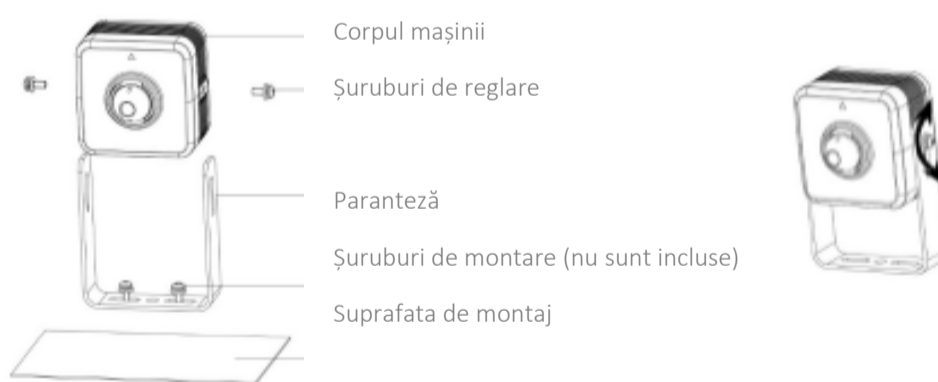 Corpul mașinii
Șuruburi de reglare
Paranteză
Șuruburi de montare (nu sunt incluse)
Suprafata de montaj